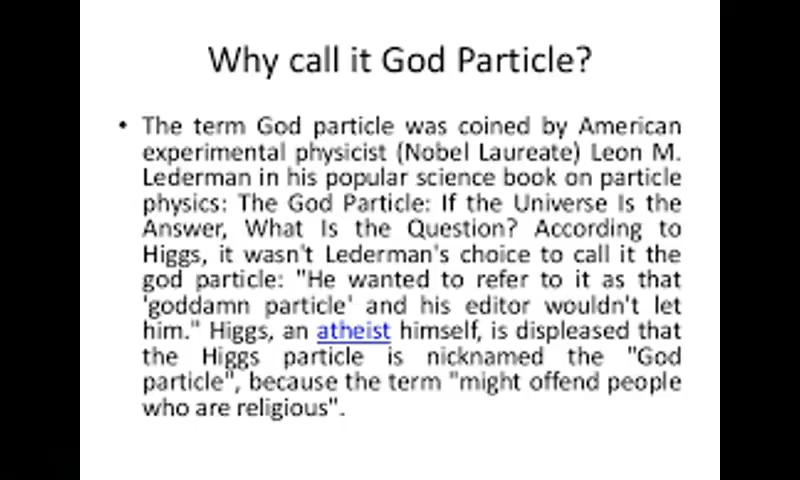 Why call it God Particle?
• The term God particle was coined by American
experimental physicist (Nobel Laureate) Leon M.
Lederman in his popular science book on particle
physics: The God Particle: If the Universe Is the
Answer, What Is the Question? According to
Higgs, it wasn't Lederman's choice to call it the
god particle: "He wanted to refer to it as that
'goddamn particle' and his editor wouldn't let
him." Higgs, an atheist himself, is displeased that
the Higgs particle is nicknamed the "God
particle", because the term "might offend people
who are religious".